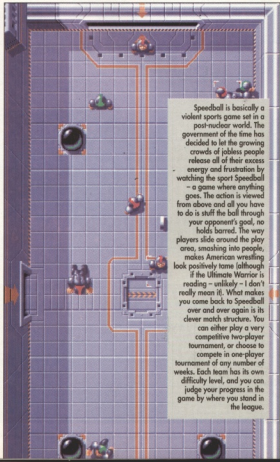 Speedball is basically a
violent sports game set in a
post-nuclear world. The
government of the time has
decided to let the growing
crowds of jobless people
release all of their excess
energy and frustration by
watching the sport Speedball
– a game where anything
goes. The action is viewed
from above and all you have
to do is stuff the ball through
your opponent's goal, no
holds barred. The way
players slide around the play
area, smashing into people,
makes American wrestling
look positively tame (although
if the Ultimate Warrior is
reading – unlikely – I don't
really mean it). What makes
you come back to Speedball
over and over again is its
clever match structure. You
can either play a very
competitive two-player
tournament, or choose to
compete in one-player
tournament of any number of
weeks. Each team has its own
difficulty level, and you can
judge your progress in the
game by where you stand in
the league.